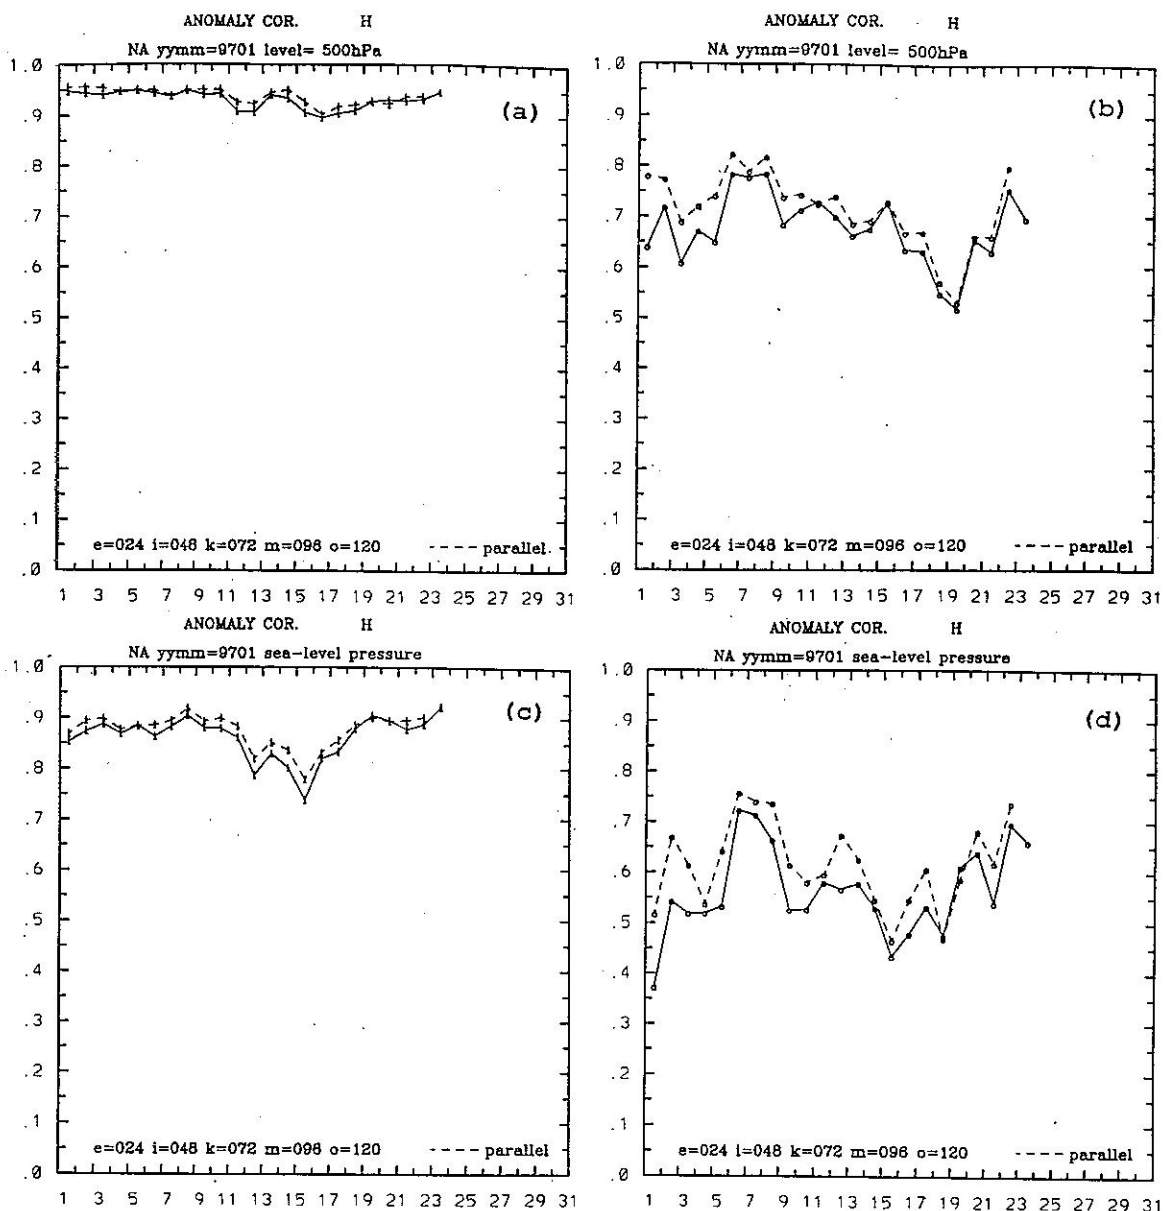 ANOMALY COR. H
NA yymm=9701 level= 500hPa
1.0
.9
.8
.7
.6
.5
.4
.3
.2
.1
.0
(a)
e=024 i=048 k=072 m=096 o=120 ---- parallel
1 3 5 7 9 11 13 15 17 19 21 23 25 27 29 31
ANOMALY COR. H
NA yymm=9701 level= 500hPa
1.0
.9
.8
.7
.6
.5
.4
.3
.2
.1
.0
(b)
e=024 i=048 k=072 m=096 o=120 ---- parallel
1 3 5 7 9 11 13 15 17 19 21 23 25 27 29 31
ANOMALY COR. H
NA yymm=9701 sea-level pressure
1.0
.9
.8
.7
.6
.5
.4
.3
.2
.1
.0
(c)
e=024 i=048 k=072 m=096 o=120 ---- parallel
1 3 5 7 9 11 13 15 17 19 21 23 25 27 29 31
ANOMALY COR. H
NA yymm=9701 sea-level pressure
1.0
.9
.8
.7
.6
.5
.4
.3
.2
.1
.0
(d)
e=024 i=048 k=072 m=096 o=120 ---- parallel
1 3 5 7 9 11 13 15 17 19 21 23 25 27 29 31